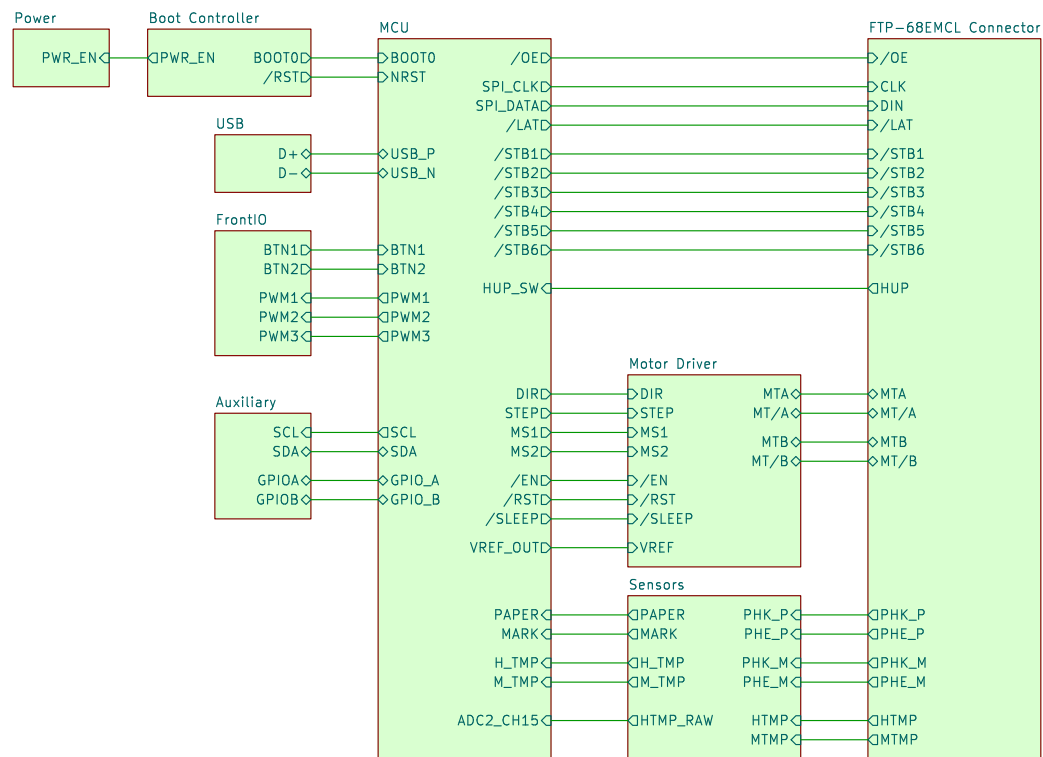 Power
PWR_EN
Boot Controller
PWR_EN
BOOT0
/RST
USB
D+
D-
FrontIO
BTN1
BTN2
PWM1
PWM2
PWM3
Auxiliary
SCL
SDA
GPIOA
GPIOB
MCU
BOOT0
NRST
USB_P
USB_N
BTN1
BTN2
PWM1
PWM2
PWM3
SCL
SDA
GPIO_A
GPIO_B
/OE
SPI_CLK
SPI_DATA
/LAT
/STB1
/STB2
/STB3
/STB4
/STB5
/STB6
HUP_SW
DIR
STEP
MS1
MS2
/EN
/RST
/SLEEP
VREF_OUT
PAPER
MARK
H_TMP
M_TMP
ADC2_CH15
Motor Driver
DIR
STEP
MS1
MS2
/EN
/RST
/SLEEP
VREF
MTA
MT/A
MTB
MT/B
Sensors
PAPER
MARK
H_TMP
M_TMP
HTMP_RAW
PHK_P
PHE_P
PHK_M
PHE_M
HTMP
MTMP
FTP-68EMCL Connector
/OE
CLK
DIN
/LAT
/STB1
/STB2
/STB3
/STB4
/STB5
/STB6
HUP
MTA
MT/A
MTB
MT/B
PHK_P
PHE_P
PHK_M
PHE_M
HTMP
MTMP